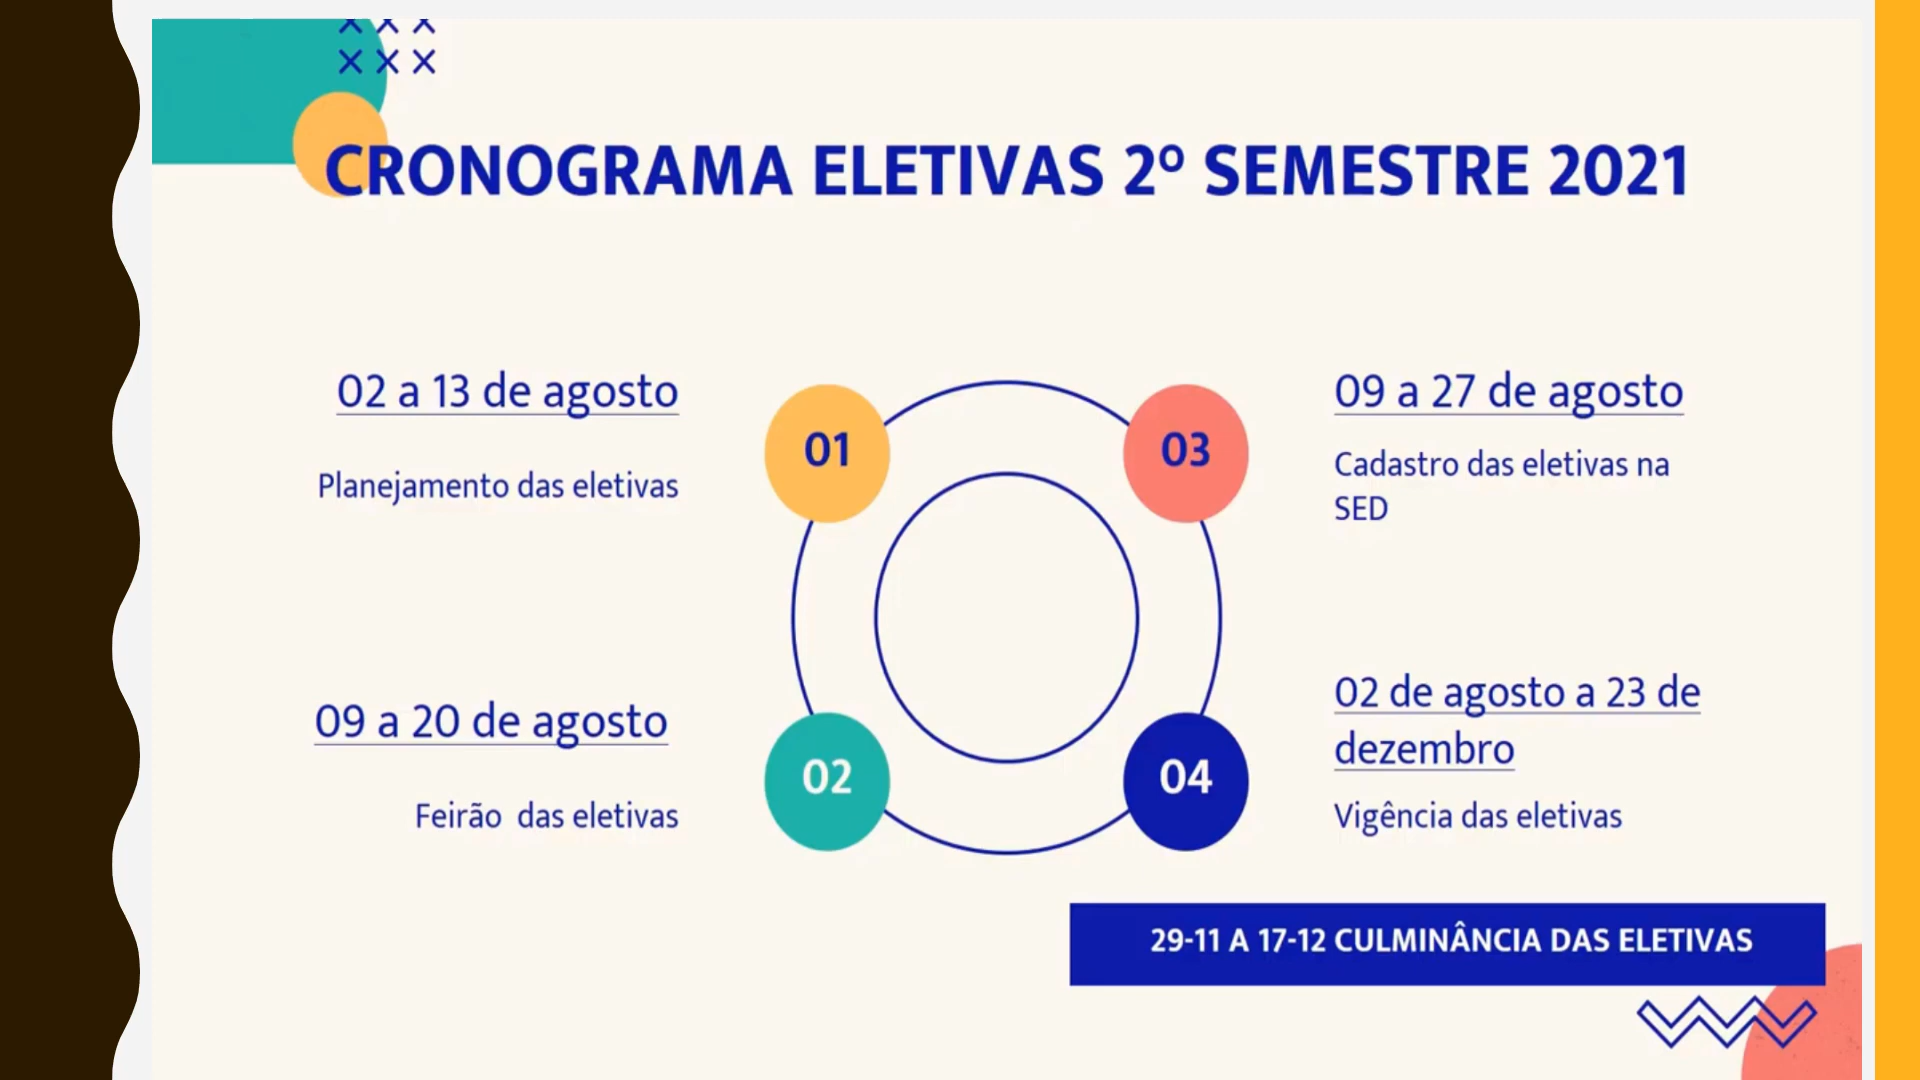 CRONOGRAMA ELETIVAS 2º SEMESTRE 2021
02 a 13 de agosto
Planejamento das eletivas
01
09 a 20 de agosto
Feirão  das eletivas
02
03
09 a 27 de agosto
Cadastro das eletivas na
SED
04
02 de agosto a 23 de
dezembro
Vigência das eletivas
29-11 A 17-12 CULMINÂNCIA DAS ELETIVAS